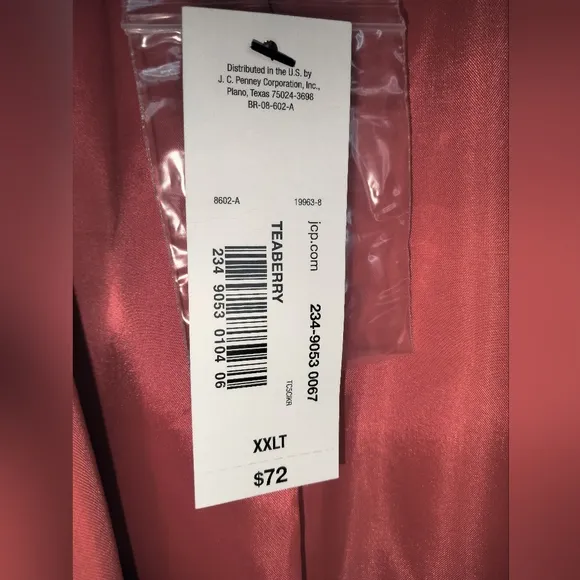 Distributed in the U.S. by
J. C. Penney Corporation, Inc.,
Plano, Texas 75024-3698
BR-08-602-A
8602-A 19963-8
jcp.com 234-9053 0067
TEABERRY
234 9053 0104 06
TC5CIKR
XXLT
$72